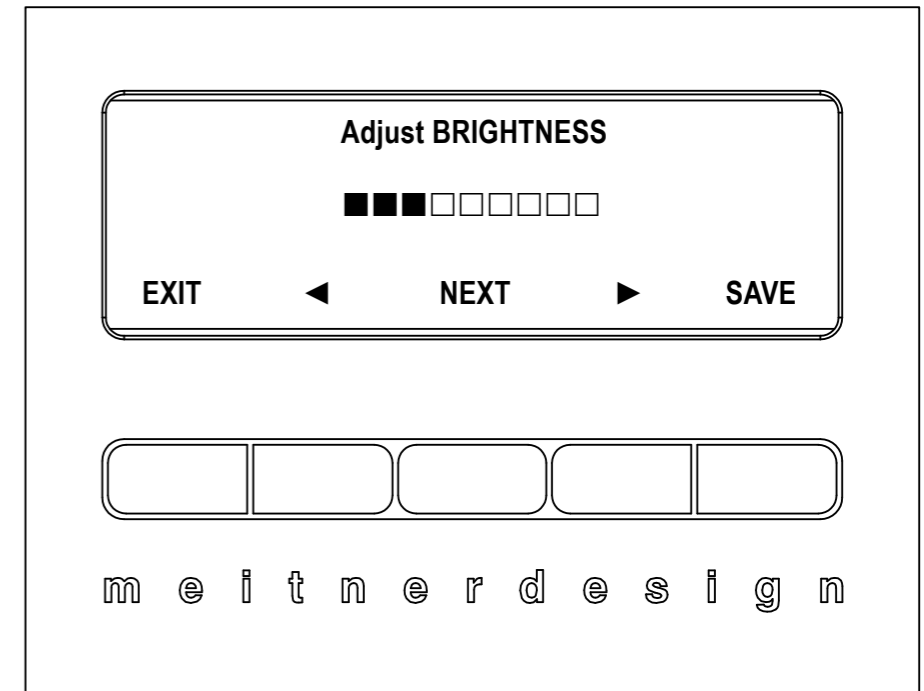 Adjust BRIGHTNESS
■■■□□□□□□
EXIT ◄ NEXT ► SAVE
meitnerdesign